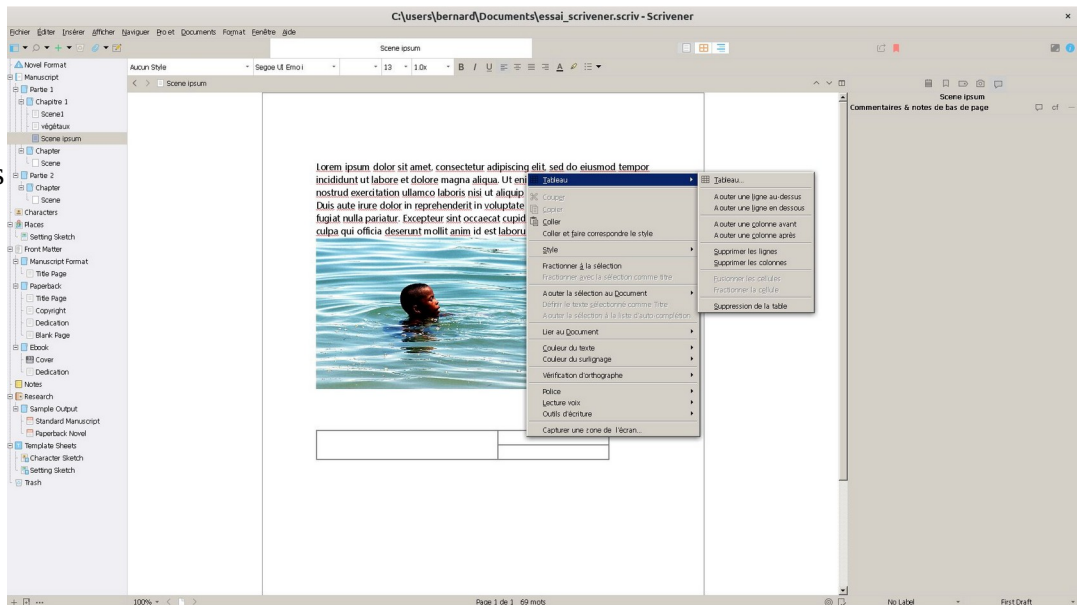 C:\users\bernard\Documents\essai_scrivener.scriv - Scrivener
Fichier Éditer Insérer Afficher Naviguer Projet Documents Format Fenêtre Aide
Scene ipsum
Novel Format
Manuscript
Partie 1
Chapitre 1
Scene1
végétaux
Scene ipsum
Chapter
Scene
Partie 2
Chapter
Scene
Characters
Places
Setting Sketch
Front Matter
Manuscript Format
Title Page
Paperback
Title Page
Copyright
Dedication
Blank Page
Ebook
Cover
Dedication
Notes
Research
Sample Output
Standard Manuscript
Paperback Novel
Template Sheets
Character Sketch
Setting Sketch
Trash
Aucun Style Segoe UI Emoji 13 1.0x B I U A
Scene ipsum
Lorem ipsum dolor sit amet, consectetur adipiscing elit, sed do eiusmod tempor
incididunt ut labore et dolore magna aliqua. Ut eni
nostrud exercitation ullamco laboris nisi ut aliquip
Duis aute irure dolor in reprehenderit in voluptate
fugiat nulla pariatur. Excepteur sint occaecat cupid
culpa qui officia deserunt mollit anim id est laboru
Tableau
Couper
Copier
Coller
Coller et faire correspondre le style
Style
Fractionner à la sélection
Fractionner avec la sélection comme titre
Ajouter la sélection au Document
Définir le texte sélectionné comme Titre
Ajouter la sélection à la liste d'auto complétion
Lier au Document
Couleur du texte
Couleur du surlignage
Vérification d'orthographe
Police
Lecture voix
Outils d'écriture
Capturer une zone de l'écran...
Tableau...
Ajouter une ligne au-dessus
Ajouter une ligne en dessous
Ajouter une colonne avant
Ajouter une colonne après
Supprimer les lignes
Supprimer les colonnes
Fusionner les cellules
Fractionner la cellule
Suppression de la table
Scene ipsum
Commentaires & notes de bas de page cf
100% Page 1 de 1 69 mots No Label First Draft